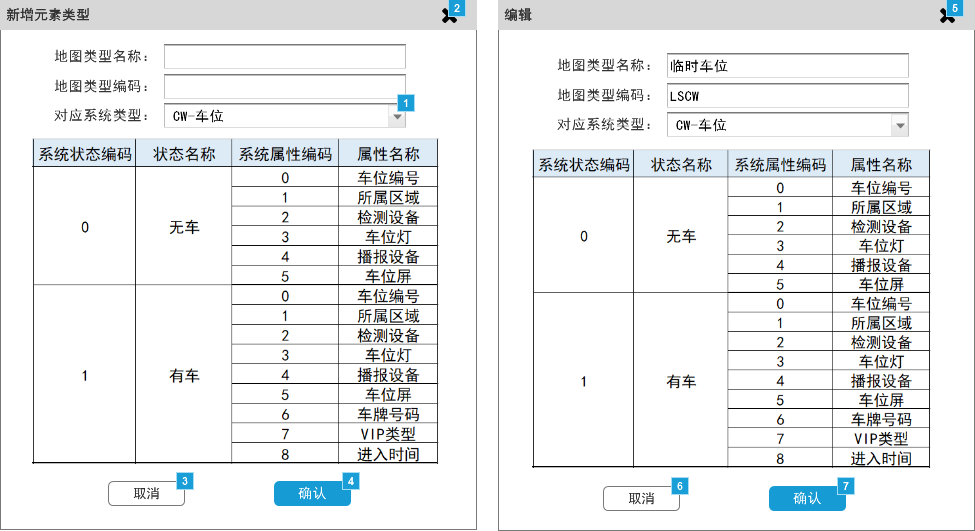 新增元素类型
2
地图类型名称：
地图类型编码：
1
对应系统类型：
CW-车位
系统状态编码 状态名称 系统属性编码 属性名称
0 无车
0 车位编号
1 所属区域
2 检测设备
3 车位灯
4 播报设备
5 车位屏
1 有车
0 车位编号
1 所属区域
2 检测设备
3 车位灯
4 播报设备
5 车位屏
6 车牌号码
7 VIP类型
8 进入时间
取消
3
确认
4
编辑
5
地图类型名称： 临时车位
地图类型编码： LSCW
对应系统类型： CW-车位
系统状态编码 状态名称 系统属性编码 属性名称
0 无车
0 车位编号
1 所属区域
2 检测设备
3 车位灯
4 播报设备
5 车位屏
1 有车
0 车位编号
1 所属区域
2 检测设备
3 车位灯
4 播报设备
5 车位屏
6 车牌号码
7 VIP类型
8 进入时间
取消
6
确认
7